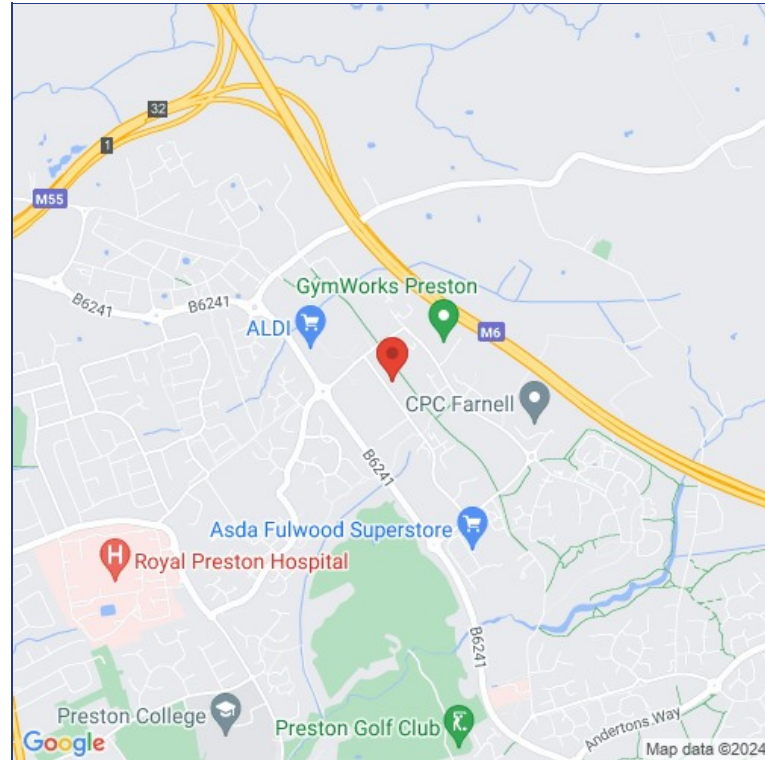 32
1
M55
GymWorks Preston
B6241
B6241
ALDI
M6
CPC Farnell
B6241
Asda Fulwood Superstore
H
Royal Preston Hospital
B6241
Preston College
Preston Golf Club
Andertons Way
Google
Map data ©2024